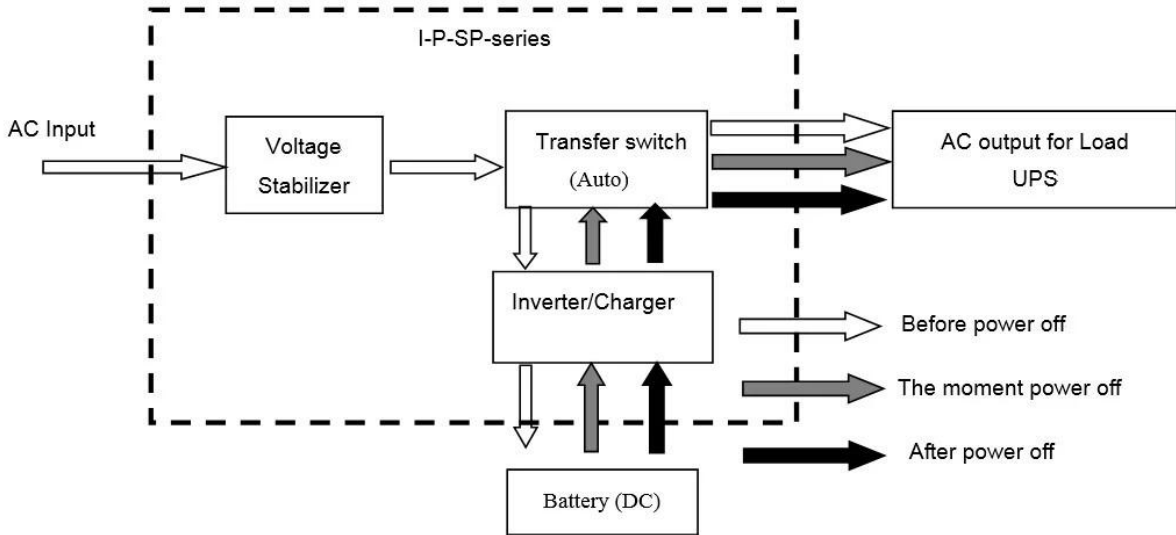 I-P-SP-series
AC Input
Voltage
Stabilizer
Transfer switch
(Auto)
AC output for Load
UPS
Inverter/Charger
Before power off
The moment power off
After power off
Battery (DC)